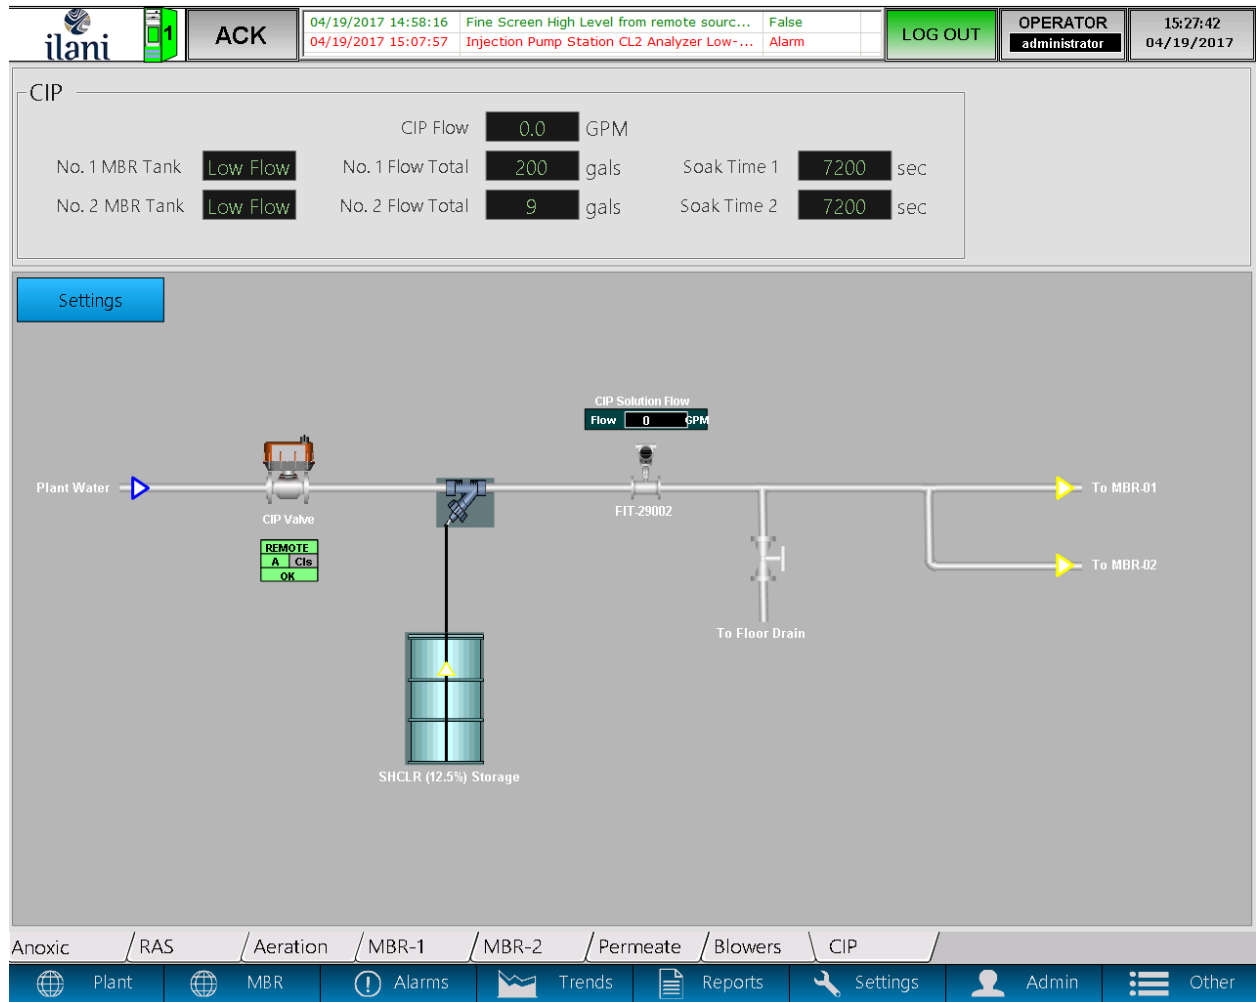 ilani
1
ACK
04/19/2017 14:58:16 Fine Screen High Level from remote sourc... False
04/19/2017 15:07:57 Injection Pump Station CL2 Analyzer Low-... Alarm
LOG OUT
OPERATOR
administrator
15:27:42
04/19/2017
CIP
CIP Flow 0.0 GPM
No. 1 MBR Tank Low Flow No. 1 Flow Total 200 gals Soak Time 1 7200 sec
No. 2 MBR Tank Low Flow No. 2 Flow Total 9 gals Soak Time 2 7200 sec
Settings
CIP Solution Flow
Flow 0 GPM
Plant Water
To MBR-01
CIP Valve
FIT-29002
REMOTE
A Cls
OK
To MBR-02
To Floor Drain
SHCLR (12.5%) Storage
Anoxic RAS Aeration MBR-1 MBR-2 Permeate Blowers CIP
Plant MBR Alarms Trends Reports Settings Admin Other